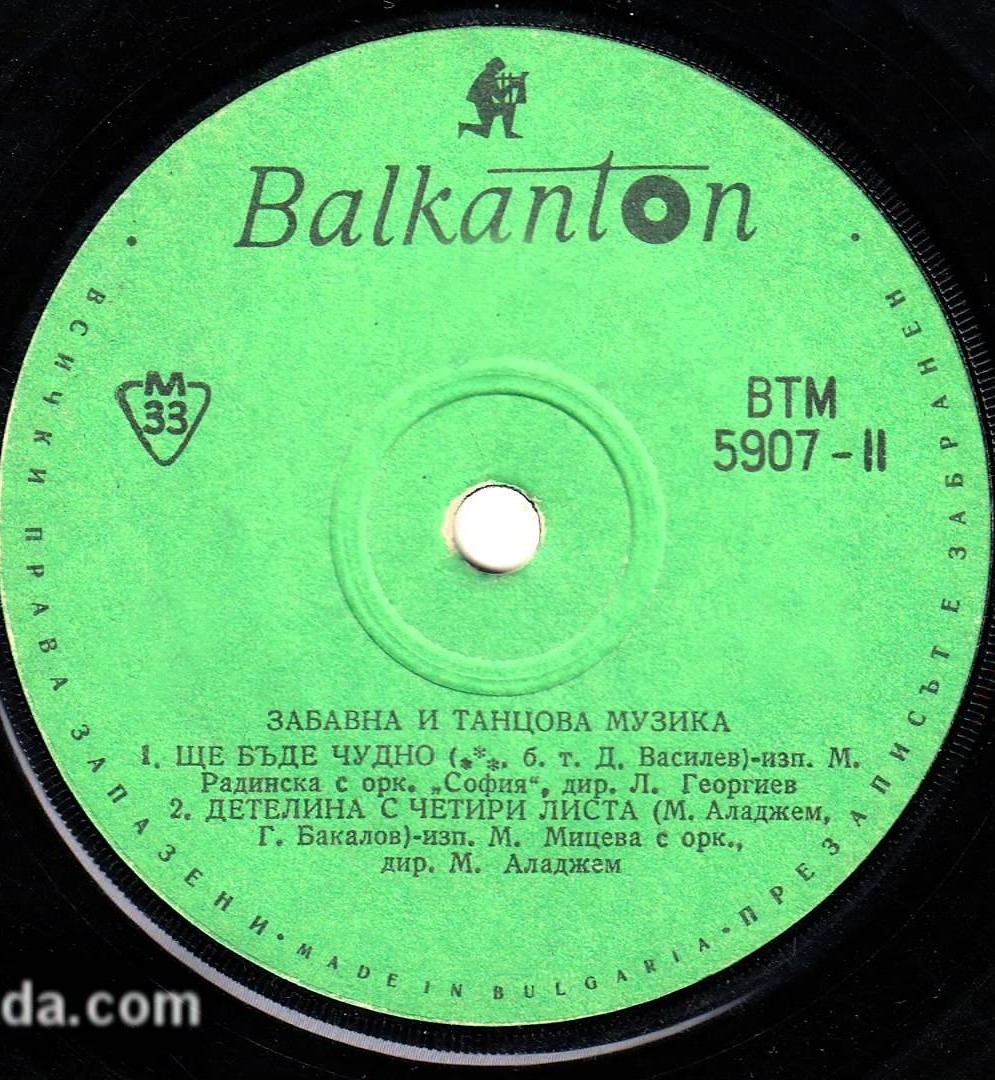 Balkanton
М
33
ВТМ
5907-II
ЗАБАВНА И ТАНЦОВА МУЗИКА
1. ЩЕ БЪДЕ ЧУДНО (***, б. т. Д. Василев)-изп. М.
Радинска с орк. „София“, дир. Л. Георгиев
2. ДЕТЕЛИНА С ЧЕТИРИ ЛИСТА (М. Аладжем,
Г. Бакалов)-изп. М. Мицева с орк.,
дир. М. Аладжем
• ВСИЧКИ ПРАВА ЗАПАЗЕНИ • MADE IN BULGARIA • ПРЕЗАПИСЪТ Е ЗАБРАНЕН •
da.com